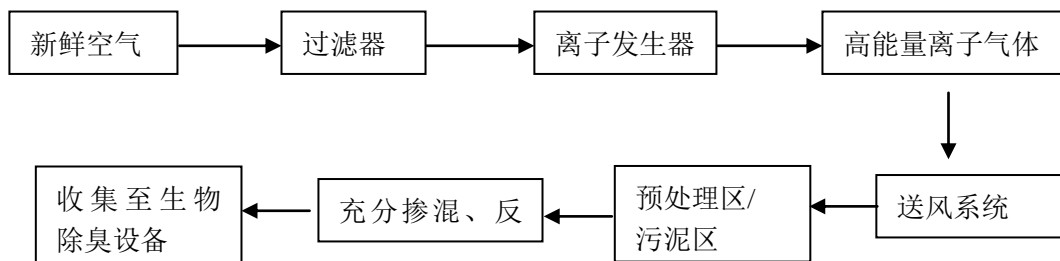 新鲜空气
过滤器
离子发生器
高能量离子气体
送风系统
预处理区/
污泥区
充分掺混、反
收集至生物
除臭设备